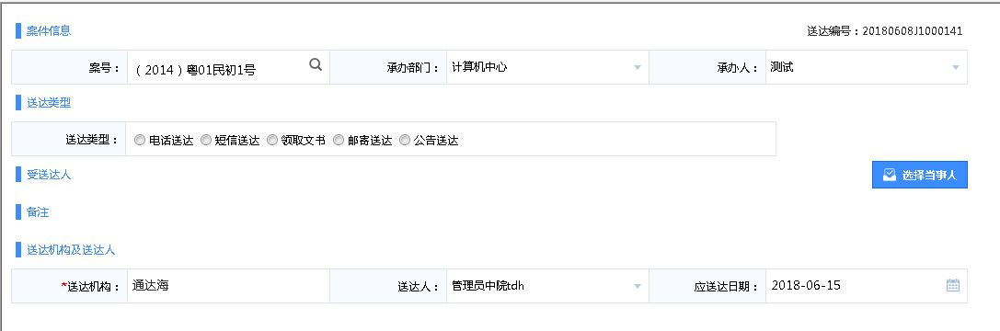 案件信息 送达编号：20180608J1000141
案号： （2014）粤01民初1号 承办部门： 计算机中心 承办人： 测试
送达类型
送达类型： 电话送达 短信送达 领取文书 邮寄送达 公告送达
受送达人 选择当事人
备注
送达机构及送达人
*送达机构： 通达海 送达人： 管理员中院tdh 应送达日期： 2018-06-15